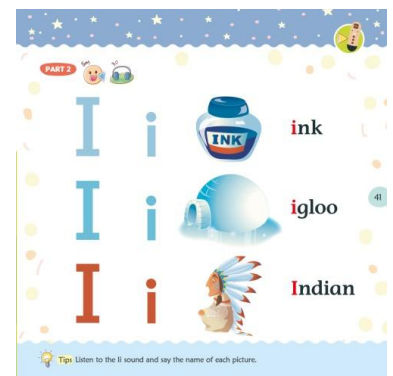 PART 2
I i INK ink
I i igloo
41
I i Indian
Tips Listen to the Ii sound and say the name of each picture.